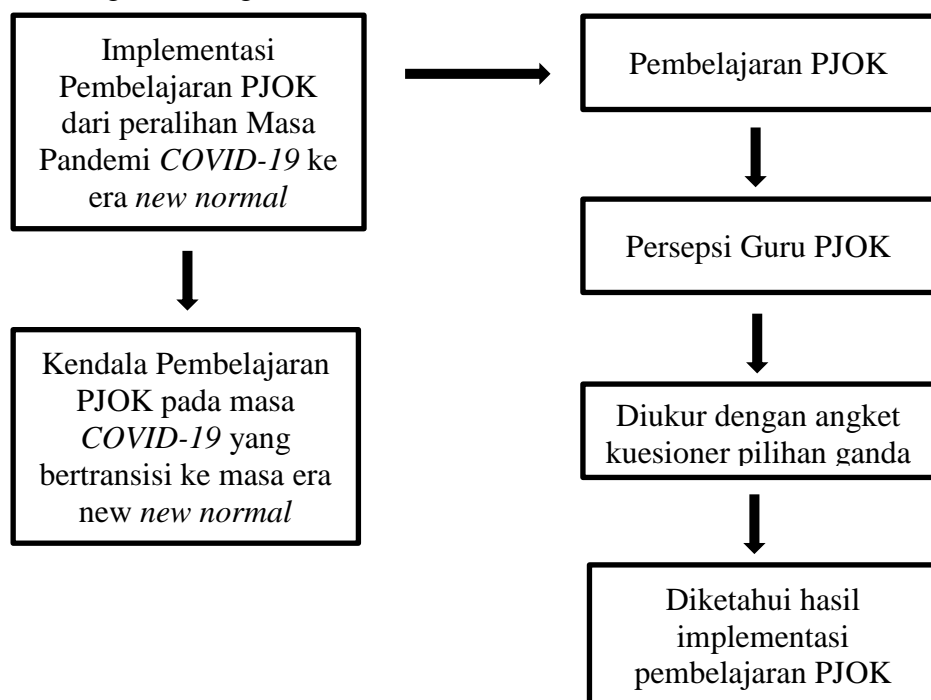 Implementasi
Pembelajaran PJOK
dari peralihan Masa
Pandemi COVID-19 ke
era new normal
Kendala Pembelajaran
PJOK pada masa
COVID-19 yang
bertransisi ke masa era
new new normal
Pembelajaran PJOK
Persepsi Guru PJOK
Diukur dengan angket
kuesioner pilihan ganda
Diketahui hasil
implementasi
pembelajaran PJOK